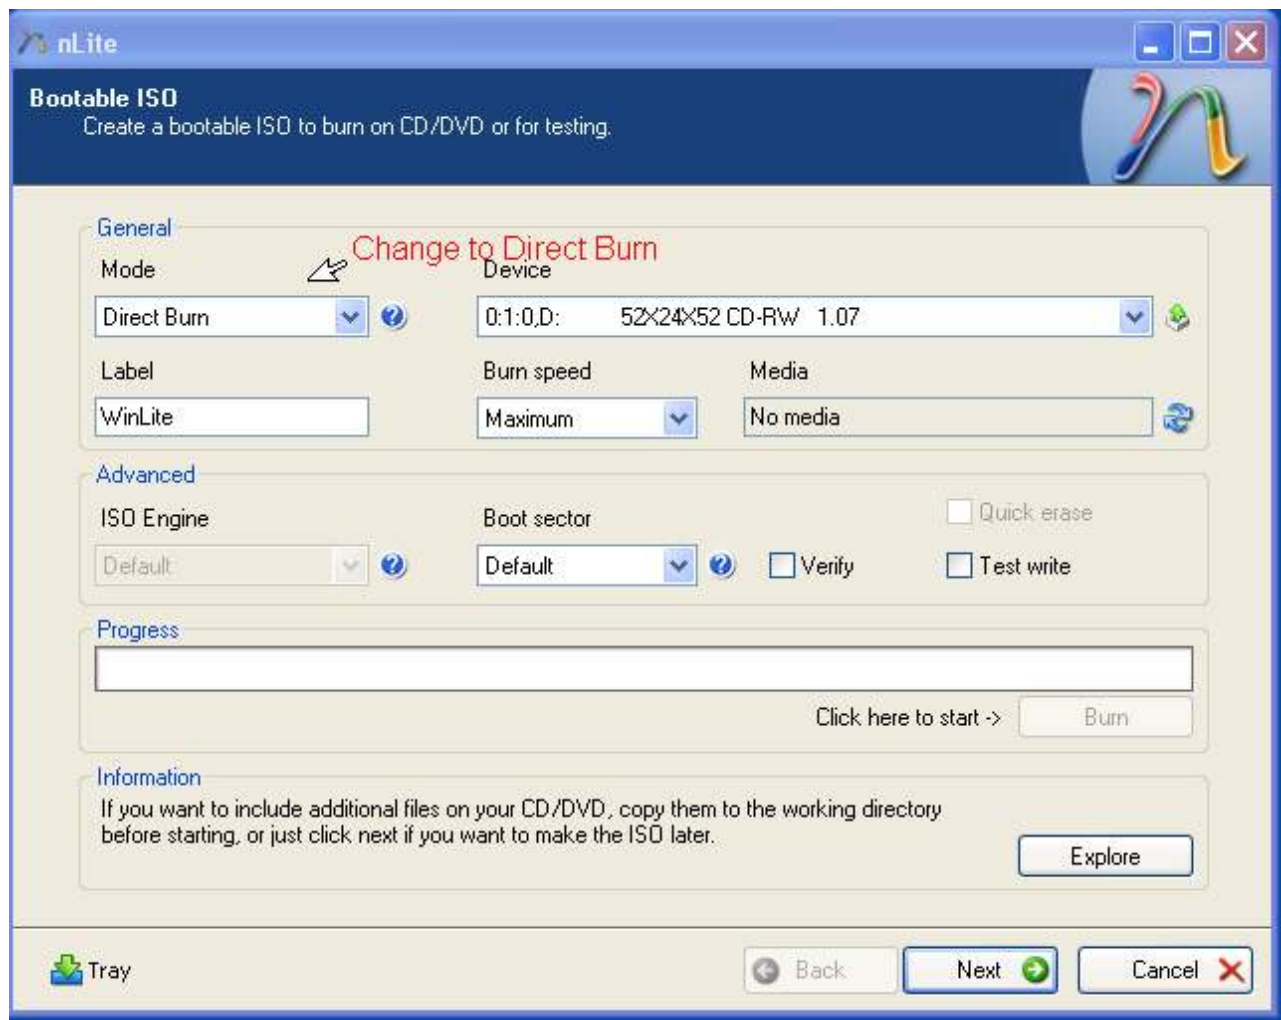 nLite
Bootable ISO
Create a bootable ISO to burn on CD/DVD or for testing.
General
Change to Direct Burn
Mode
Device
Direct Burn
0:1:0,D: 52X24X52 CD-RW 1.07
Label
Burn speed
Media
WinLite
Maximum
No media
Advanced
ISO Engine
Boot sector
Quick erase
Default
Default
Verify
Test write
Progress
Click here to start ->
Burn
Information
If you want to include additional files on your CD/DVD, copy them to the working directory
before starting, or just click next if you want to make the ISO later.
Explore
Tray
Back
Next
Cancel